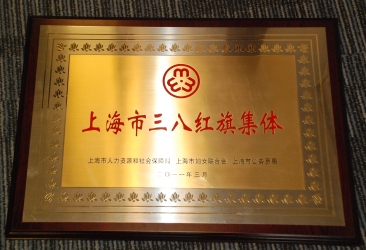 上海市三八红旗集体
上海市人力资源和社会保障局 上海市妇女联合会 上海市公务员局
二〇一一年三月